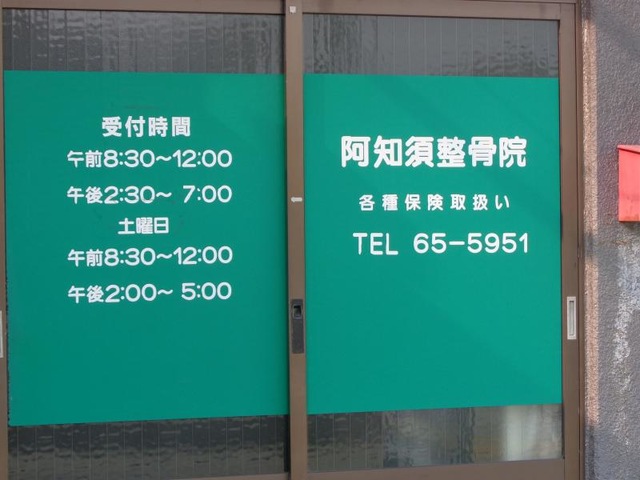 受付時間
午前8:30〜12:00
午後2:30〜 7:00
土曜日
午前8:30〜12:00
午後2:00〜 5:00
阿知須整骨院
各種保険取扱い
TEL 65-5951